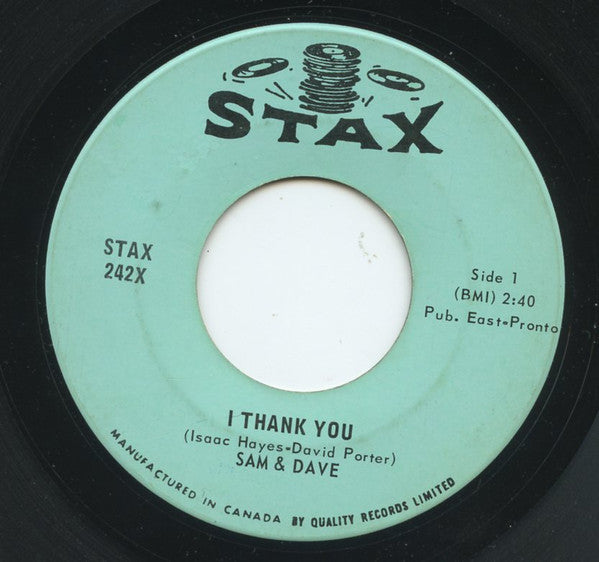 STAX
STAX
242X
Side 1
(BMI) 2:40
Pub. East-Pronto
I THANK YOU
(Isaac Hayes-David Porter)
SAM & DAVE
MANUFACTURED IN CANADA BY QUALITY RECORDS LIMITED